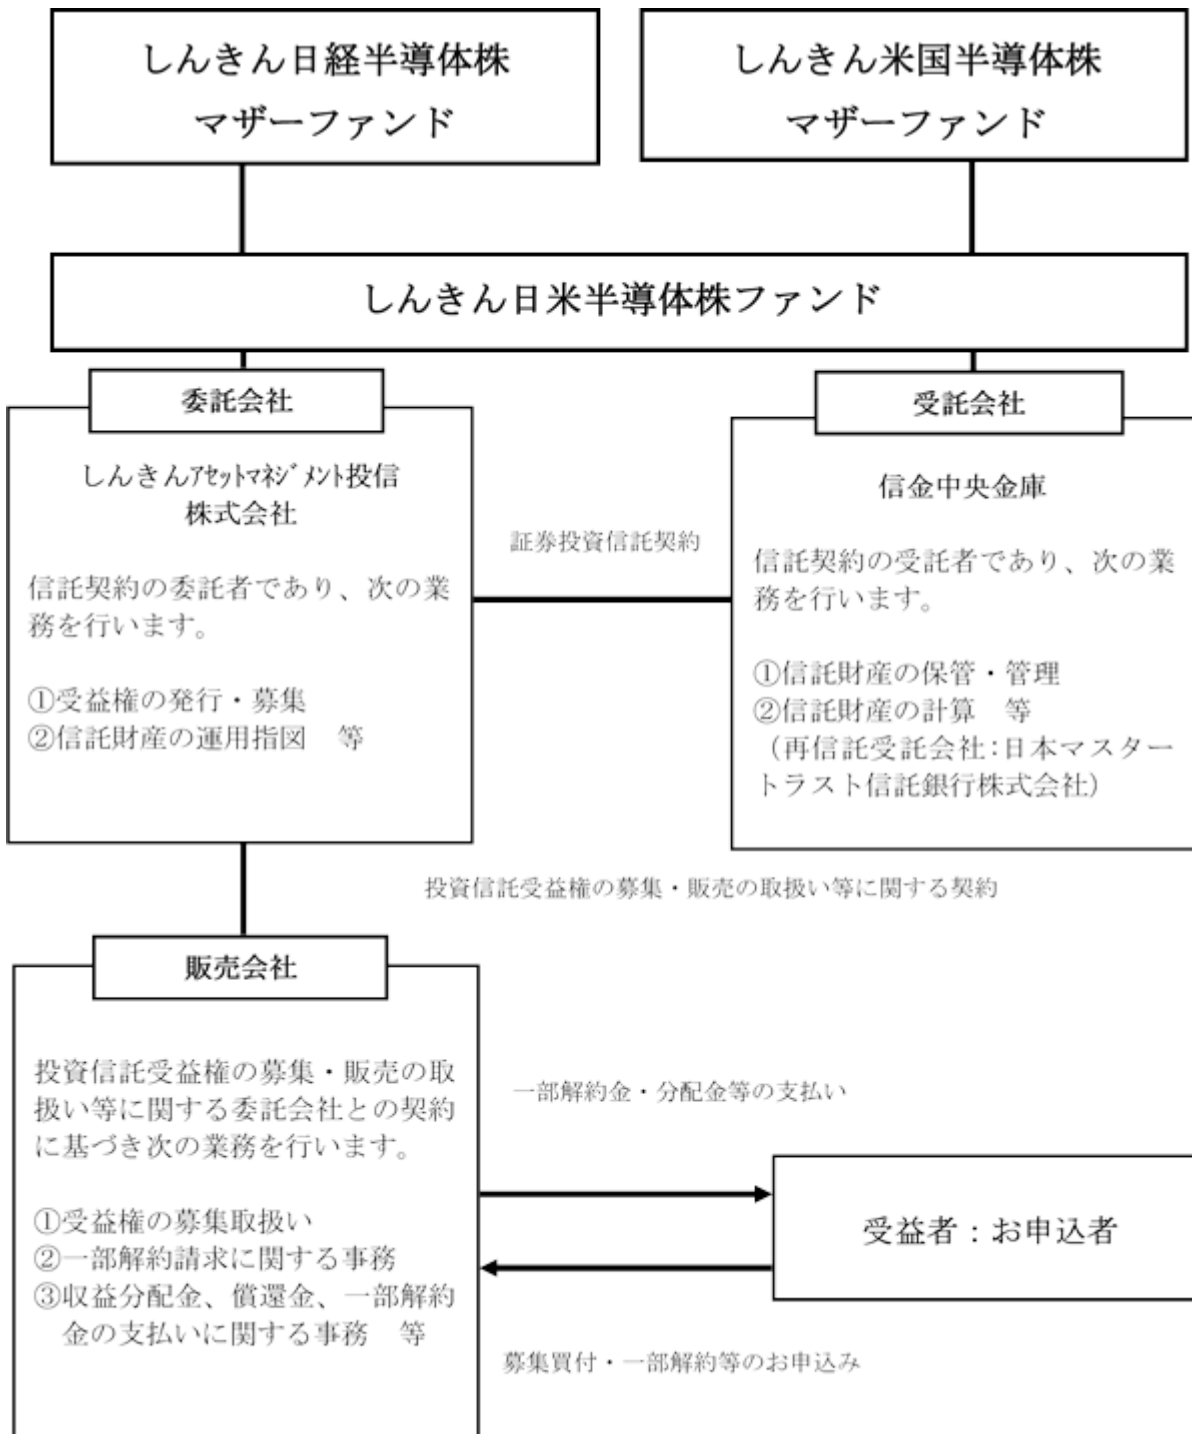 しんきん日経半導体株
マザーファンド
しんきん米国半導体株
マザーファンド
しんきん日米半導体株ファンド
委託会社
しんきんｱｾｯﾄﾏﾈｼﾞﾒﾝﾄ投信
株式会社
信託契約の委託者であり、次の業
務を行います。
①受益権の発行・募集
②信託財産の運用指図　等
証券投資信託契約
受託会社
信金中央金庫
信託契約の受託者であり、次の業
務を行います。
①信託財産の保管・管理
②信託財産の計算　等
（再信託受託会社：日本マスター
トラスト信託銀行株式会社）
投資信託受益権の募集・販売の取扱い等に関する契約
販売会社
投資信託受益権の募集・販売の取
扱い等に関する委託会社との契約
に基づき次の業務を行います。
①受益権の募集取扱い
②一部解約請求に関する事務
③収益分配金、償還金、一部解約
金の支払いに関する事務　等
一部解約金・分配金等の支払い
受益者：お申込者
募集買付・一部解約等のお申込み